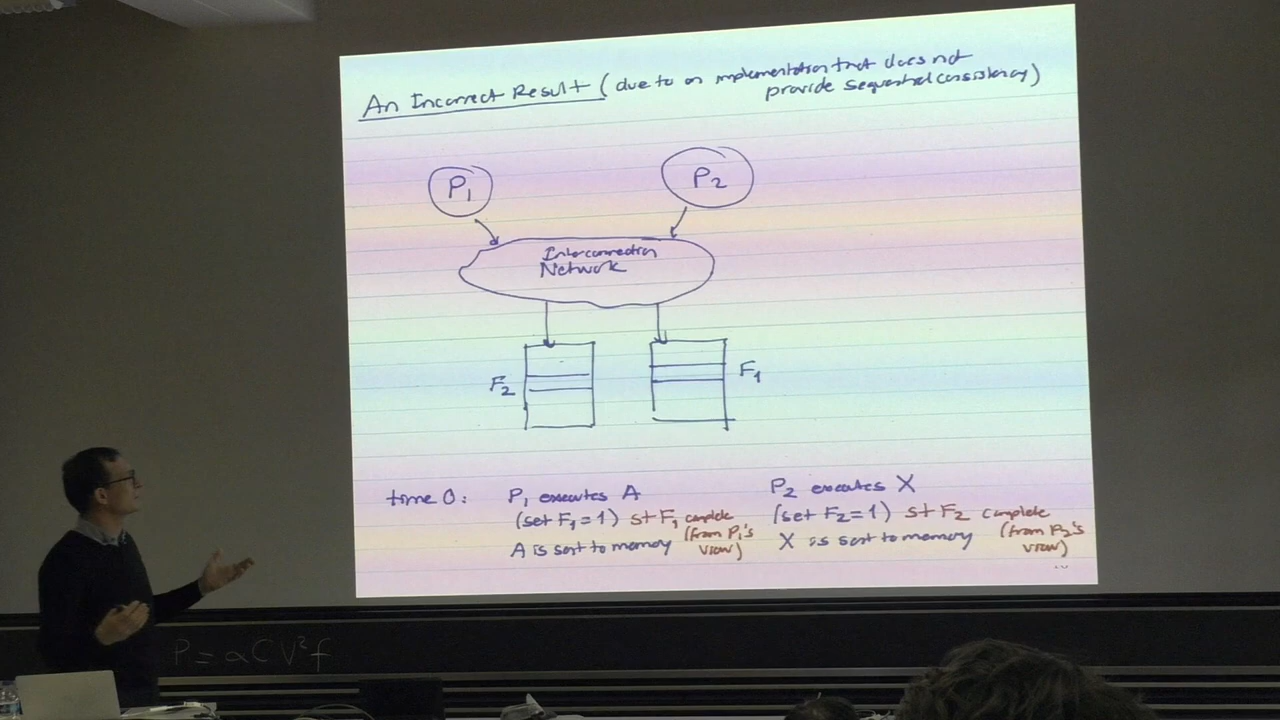 An Incorrect Result (due to an implementation that does not
provide sequential consistency)
P1
P2
Interconnection
Network
F2
F1
time 0:
P1 executes A
(set F1=1) st F1 complete
A is sent to memory (from P1's
view)
P2 executes X
(set F2=1) st F2 complete
X is sent to memory (from P2's
view)
P=αCV²f